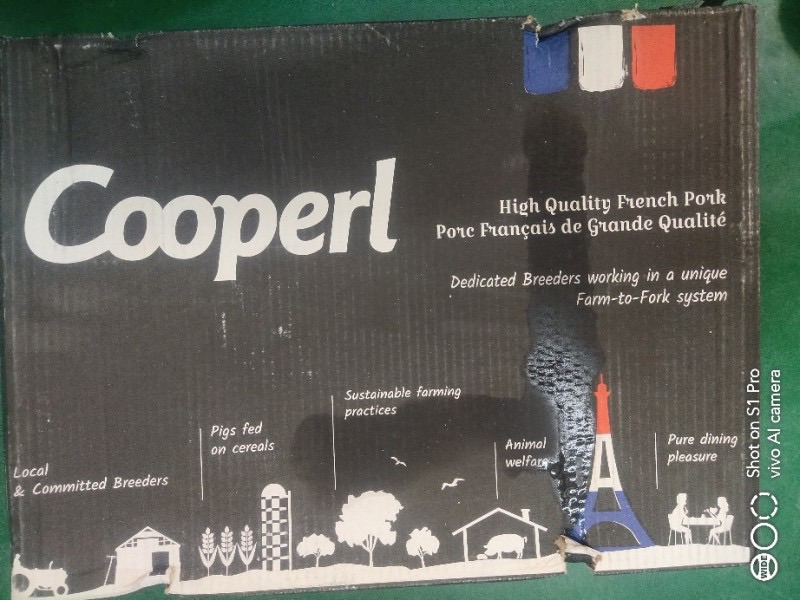 Cooperl
High Quality French Pork
Porc Français de Grande Qualité
Dedicated Breeders working in a unique
Farm-to-Fork system
Local
& Committed Breeders
Pigs fed
on cereals
Sustainable farming
practices
Animal
welfare
Pure dining
pleasure
Shot on S1 Pro
vivo AI camera
WIDE